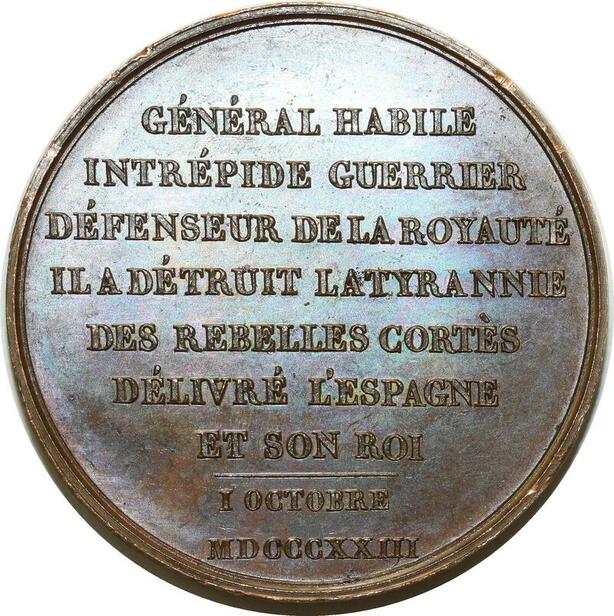 GÉNÉRAL HABILE
INTRÉPIDE GUERRIER
DÉFENSEUR DE LA ROYAUTÉ
IL A DÉTRUIT LA TYRANNIE
DES REBELLES CORTÈS
DÉLIVRÉ L'ESPAGNE
ET SON ROI
I OCTOBRE
MDCCCXXIII